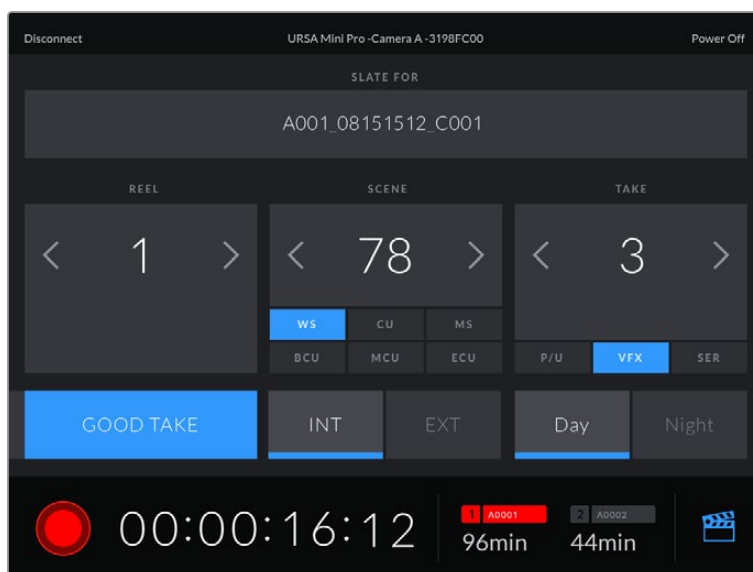 Disconnect URSA Mini Pro -Camera A -3198FC00 Power Off
SLATE FOR
A001_08151512_C001
REEL SCENE TAKE
< 1 > < 78 > < 3 >
WS CU MS
BCU MCU ECU P/U VFX SER
GOOD TAKE INT EXT Day Night
00:00:16:12
1 A0001 2 A0002
96min 44min